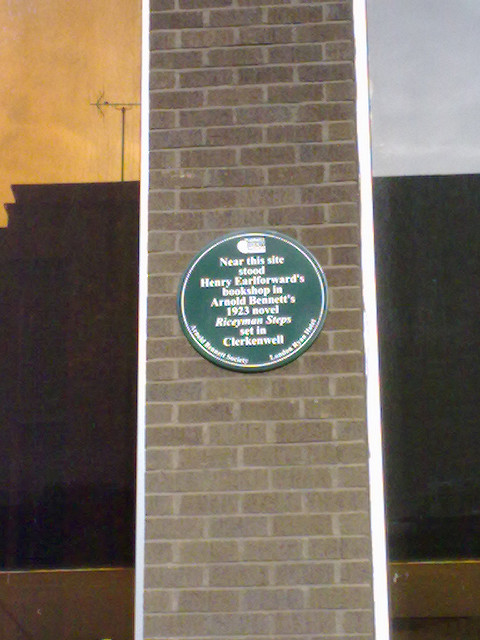 Near this site
stood
Henry Earlforward's
bookshop in
Arnold Bennett's
1923 novel
Riceyman Steps
set in
Clerkenwell
Arnold Bennett Society
London Ryan Hotel